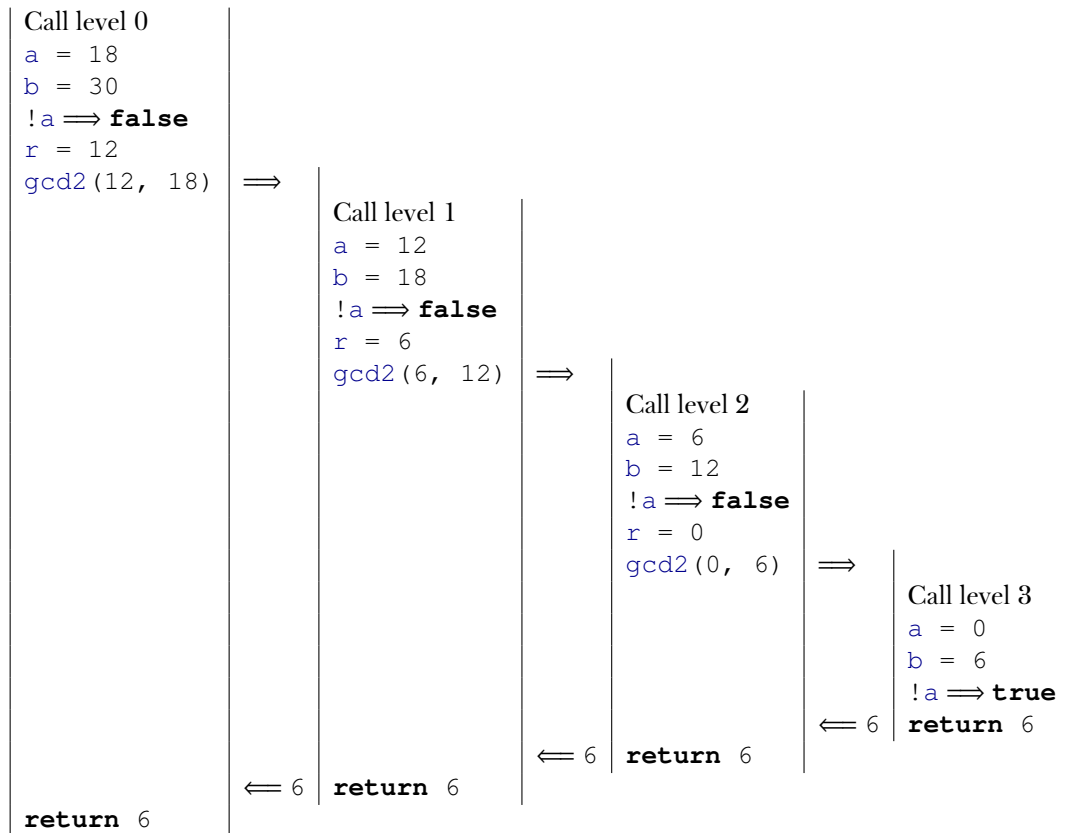 Call level 0
a = 18
b = 30
!a ⟹ false
r = 12
gcd2(12, 18) ⟹
Call level 1
a = 12
b = 18
!a ⟹ false
r = 6
gcd2(6, 12) ⟹
Call level 2
a = 6
b = 12
!a ⟹ false
r = 0
gcd2(0, 6) ⟹
Call level 3
a = 0
b = 6
!a ⟹ true
⟸ 6 return 6
⟸ 6 return 6
⟸ 6 return 6
return 6